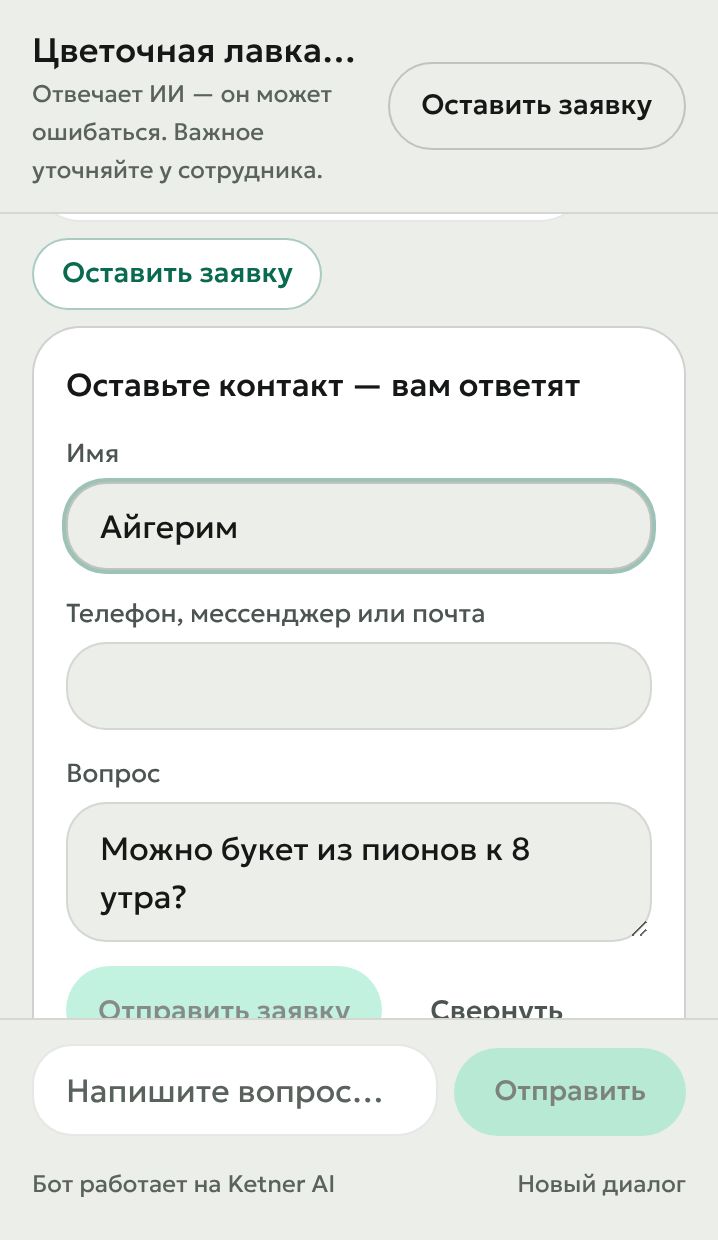 Цветочная лавка...
Отвечает ИИ — он может
ошибаться. Важное
уточняйте у сотрудника.
Оставить заявку
Оставить заявку
Оставьте контакт — вам ответят
Имя
Айгерим
Телефон, мессенджер или почта
Вопрос
Можно букет из пионов к 8
утра?
Отправить заявку
Свернуть
Напишите вопрос...
Отправить
Бот работает на Ketner AI
Новый диалог